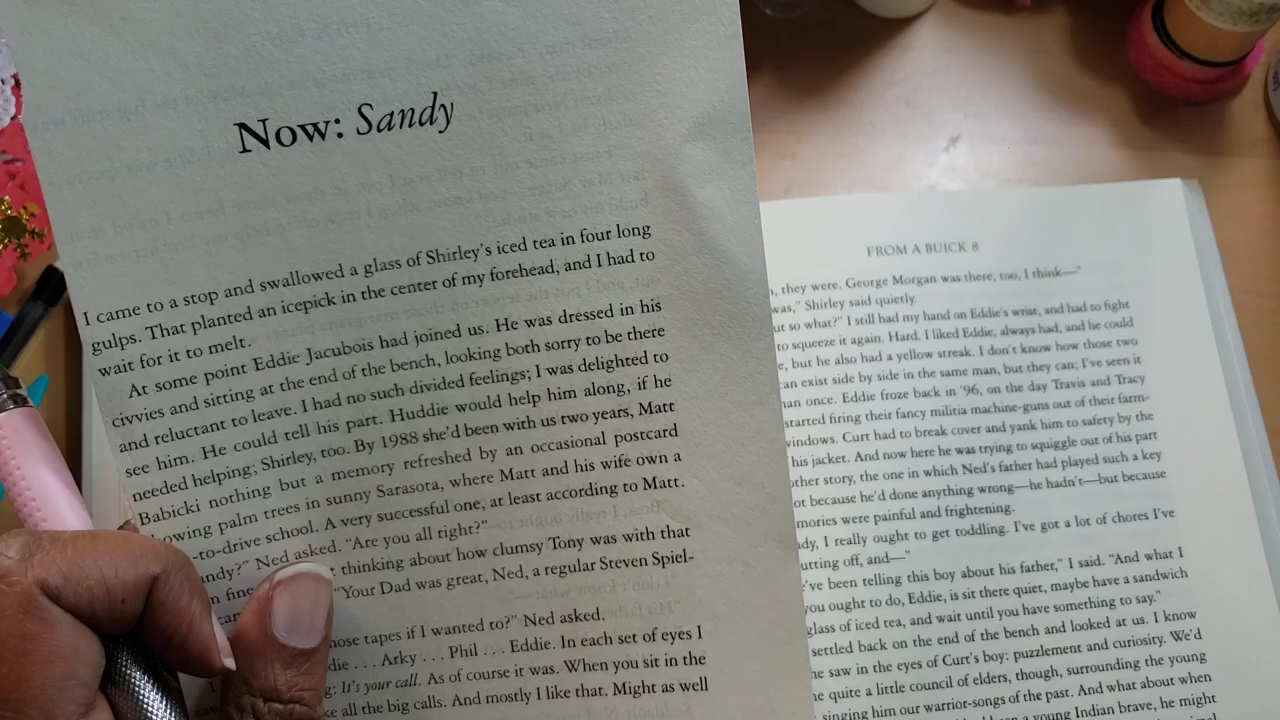 Now: Sandy
I came to a stop and swallowed a glass of Shirley's iced tea in four long
gulps. That planted an icepick in the center of my forehead, and I had to
wait for it to melt.
At some point Eddie Jacubois had joined us. He was dressed in his
civvies and sitting at the end of the bench, looking both sorry to be there
and reluctant to leave. I had no such divided feelings; I was delighted to
see him. He could tell his part. Huddie would help him along, if he
needed helping; Shirley, too. By 1988 she'd been with us two years, Matt
Babicki nothing but a memory refreshed by an occasional postcard
howing palm trees in sunny Sarasota, where Matt and his wife own a
-to-drive school. A very successful one, at least according to Matt.
ndy?" Ned asked. "Are you all right?"
fine thinking about how clumsy Tony was with that
"Your Dad was great, Ned, a regular Steven Spiel-
hose tapes if I wanted to?" Ned asked.
die . . . Arky . . . Phil . . . Eddie. In each set of eyes I
g: It's your call. As of course it was. When you sit in the
ke all the big calls. And mostly I like that. Might as well
FROM A BUICK 8
, they were. George Morgan was there, too, I think—"
was," Shirley said quietly.
ut so what?" I still had my hand on Eddie's wrist, and had to fight
to squeeze it again. Hard. I liked Eddie, always had, and he could
e, but he also had a yellow streak. I don't know how those two
an exist side by side in the same man, but they can; I've seen it
han once. Eddie froze back in '96, on the day Travis and Tracy
started firing their fancy militia machine-guns out of their farm-
windows. Curt had to break cover and yank him to safety by the
his jacket. And now here he was trying to squiggle out of his part
other story, the one in which Ned's father had played such a key
ot because he'd done anything wrong—he hadn't—but because
mories were painful and frightening.
dy, I really ought to get toddling. I've got a lot of chores I've
utting off, and—"
've been telling this boy about his father," I said. "And what I
you ought to do, Eddie, is sit there quiet, maybe have a sandwich
glass of iced tea, and wait until you have something to say."
settled back on the end of the bench and looked at us. I know
he saw in the eyes of Curt's boy: puzzlement and curiosity. We'd
e quite a little council of elders, though, surrounding the young
singing him our warrior-songs of the past. And what about when
a young Indian brave, he might